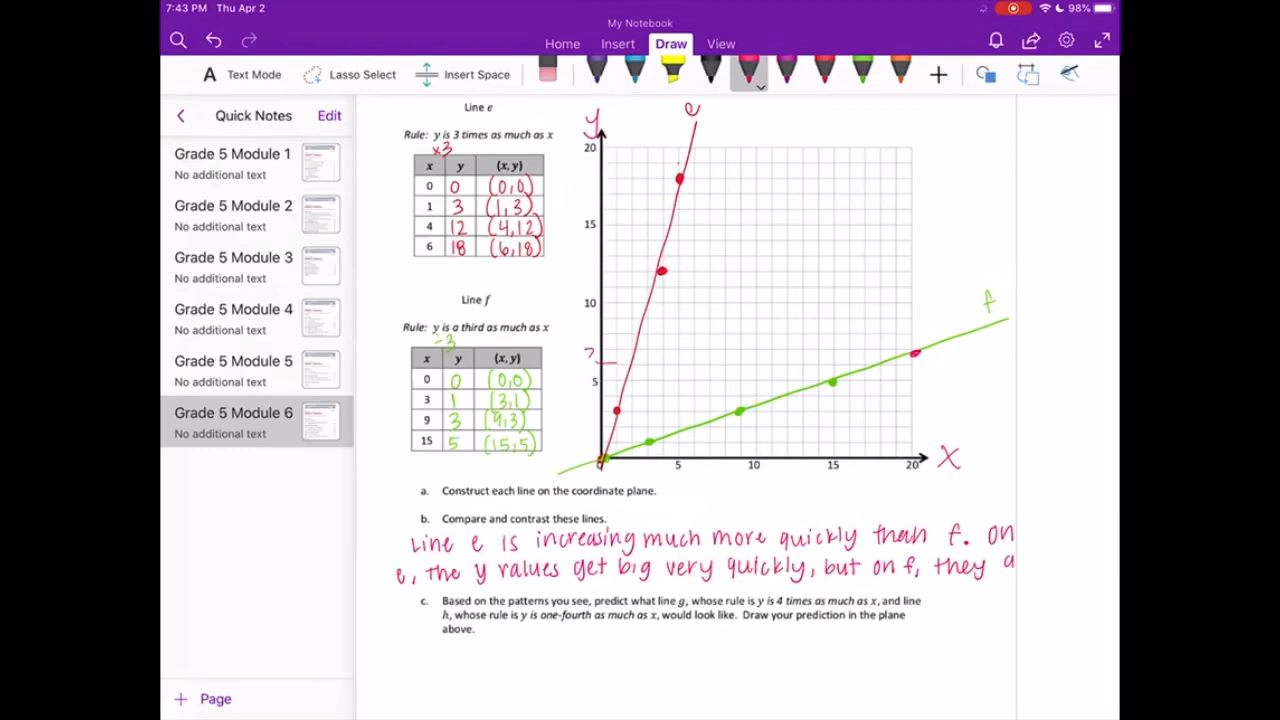 7:43 PM Thu Apr 2
98%
My Notebook
Home Insert Draw View
Text Mode Lasso Select Insert Space
Quick Notes Edit
Grade 5 Module 1
No additional text
Grade 5 Module 2
No additional text
Grade 5 Module 3
No additional text
Grade 5 Module 4
No additional text
Grade 5 Module 5
No additional text
Grade 5 Module 6
No additional text
+ Page
Line e
Rule: y is 3 times as much as x
×3
x y (x, y)
0 0 (0,0)
1 3 (1,3)
4 12 (4,12)
6 18 (6,18)
Line f
Rule: y is a third as much as x
÷3
x y (x, y)
0 0 (0,0)
3 1 (3,1)
9 3 (9,3)
15 5 (15,5)
y
e
20
15
10
5
f
0 5 10 15 20
X
a. Construct each line on the coordinate plane.
b. Compare and contrast these lines.
Line e is increasing much more quickly than f. On
e, the y values get big very quickly, but on f, they a
c. Based on the patterns you see, predict what line g, whose rule is y is 4 times as much as x, and line
h, whose rule is y is one-fourth as much as x, would look like. Draw your prediction in the plane
above.